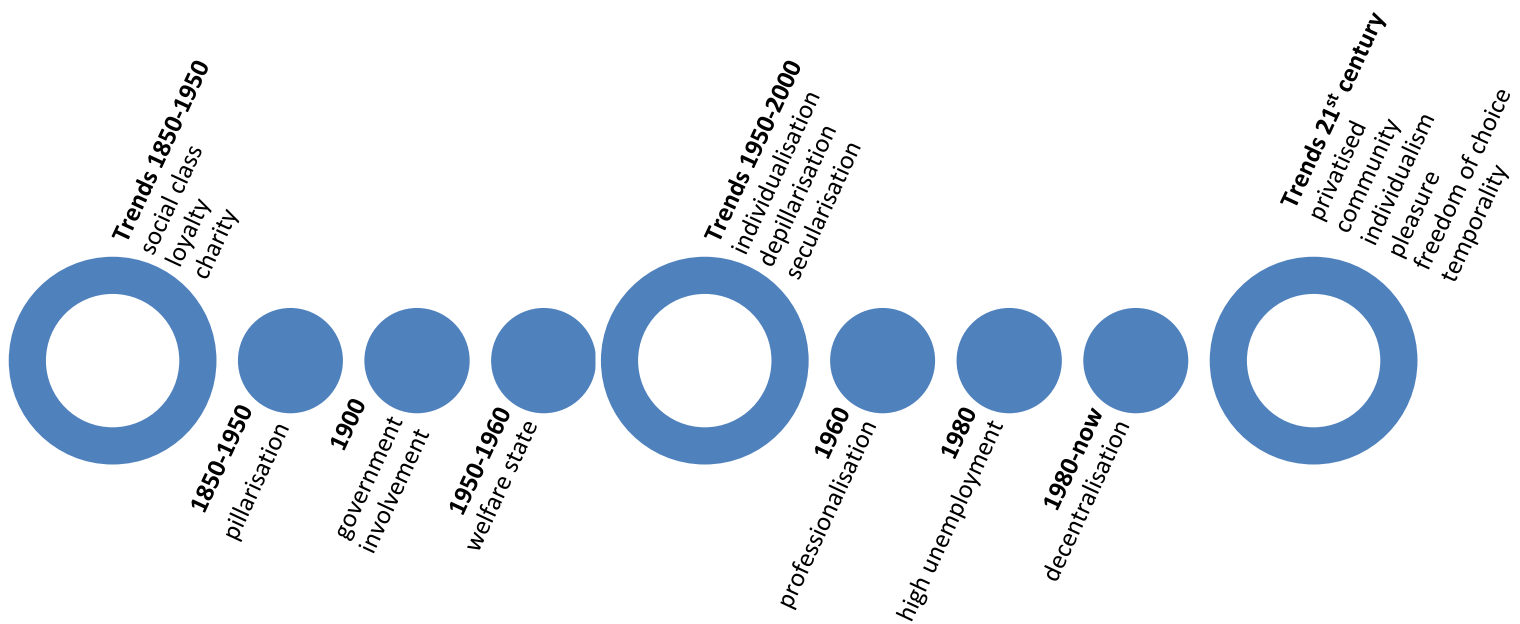 Trends 1850-1950
social class
loyalty
charity
1850-1950
pillarisation
1900
government
involvement
1950-1960
welfare state
Trends 1950-2000
individualisation
depillarisation
secularisation
1960
professionalisation
1980
high unemployment
1980-now
decentralisation
Trends 21st century
privatised
community
individualism
pleasure
freedom of choice
temporality